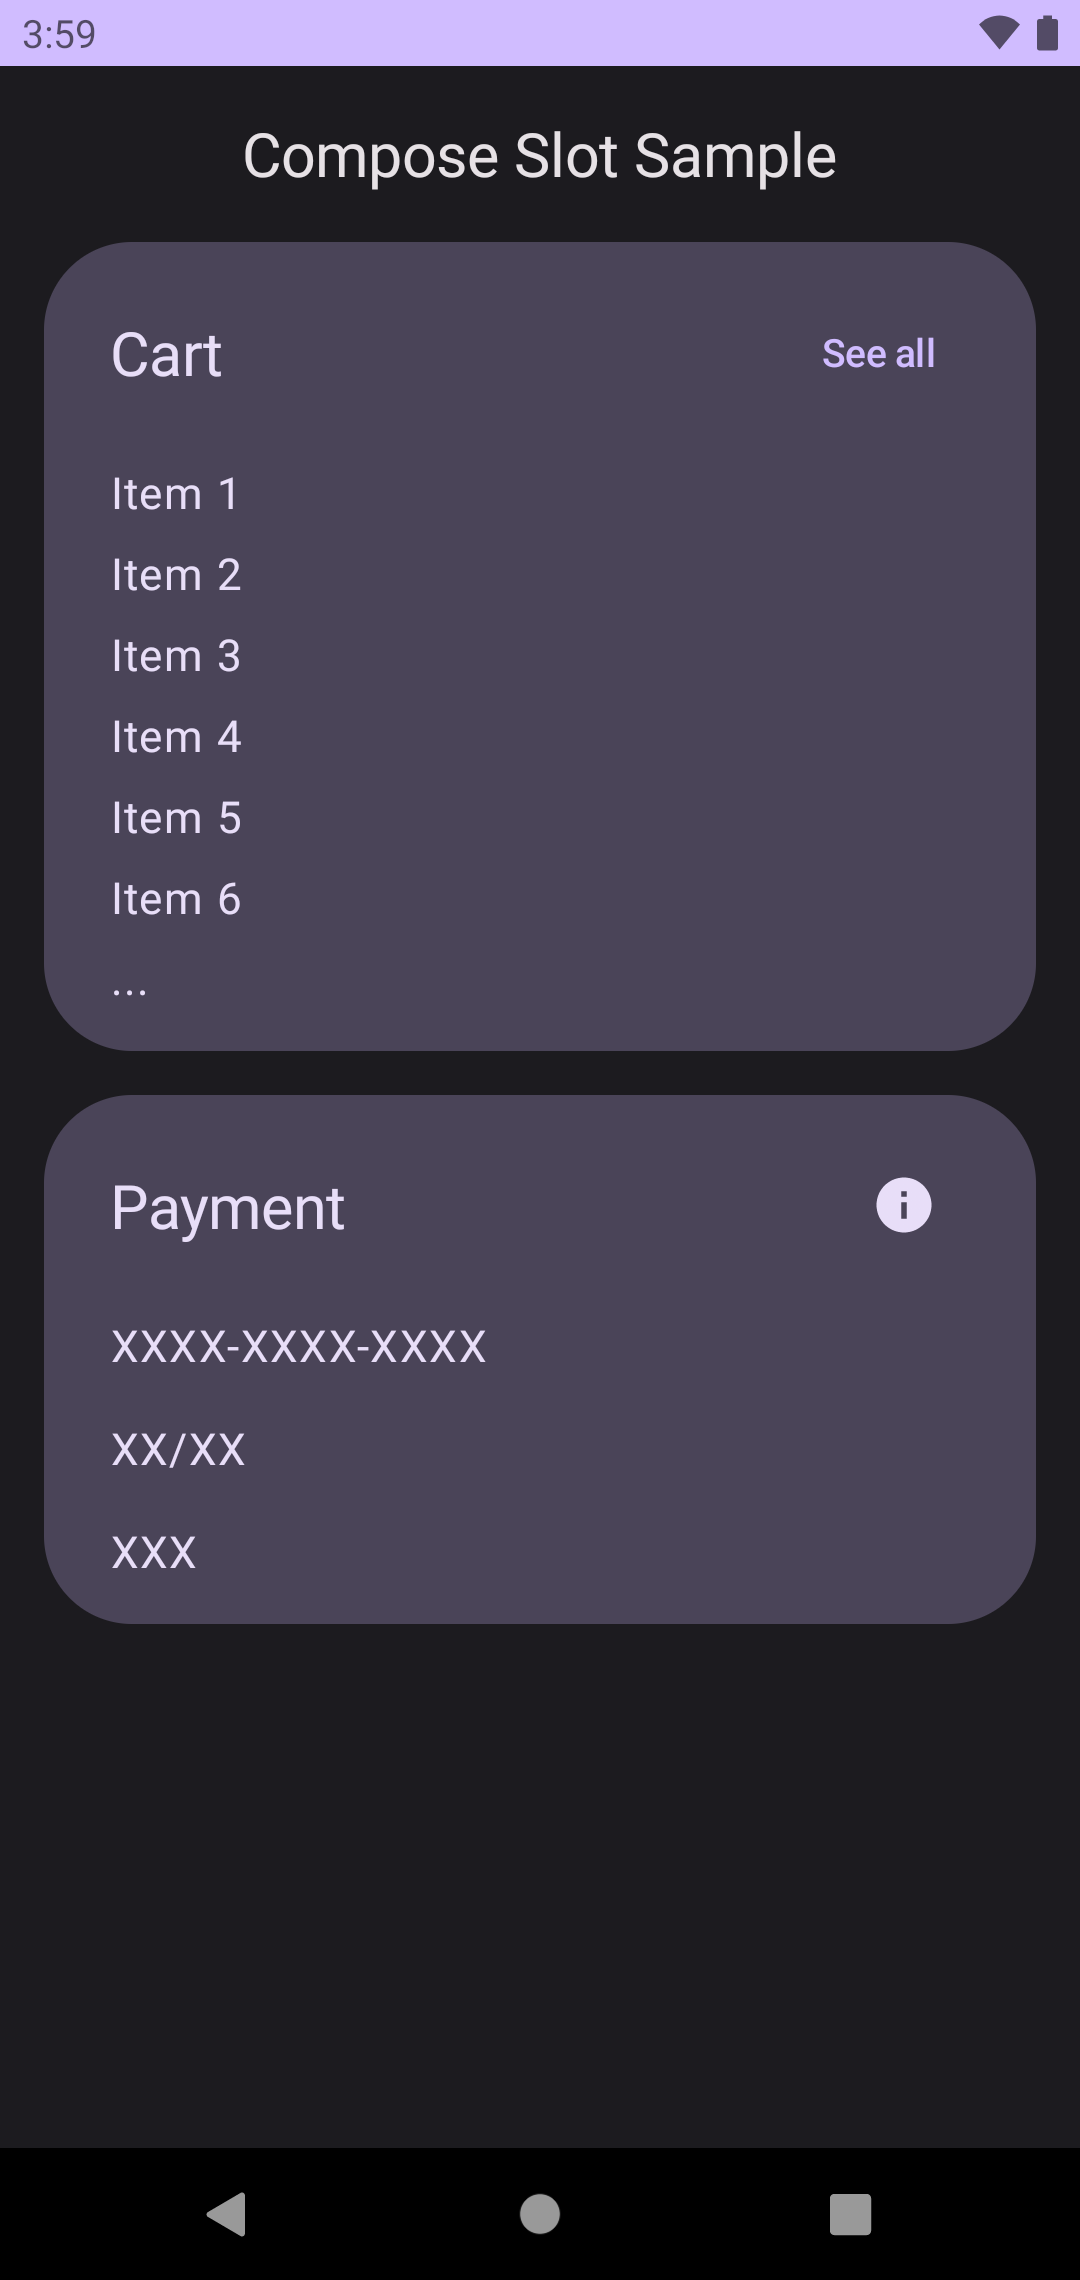 3:59
Compose Slot Sample
Cart
See all
Item 1
Item 2
Item 3
Item 4
Item 5
Item 6
...
Payment
XXXX-XXXX-XXXX
XX/XX
XXX